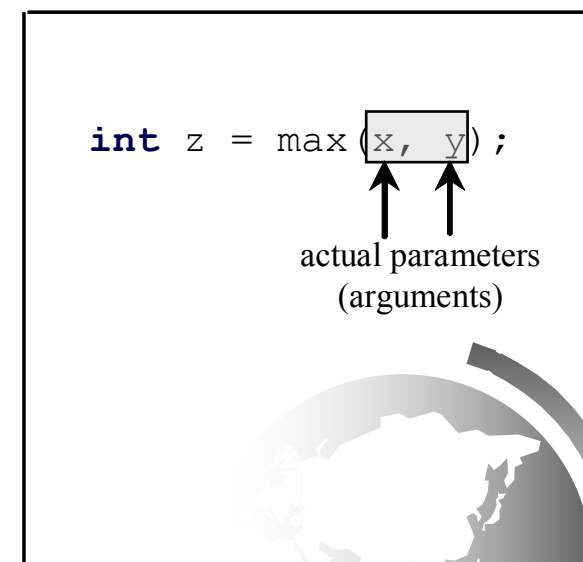 int z = max(x, y);
actual parameters
(arguments)